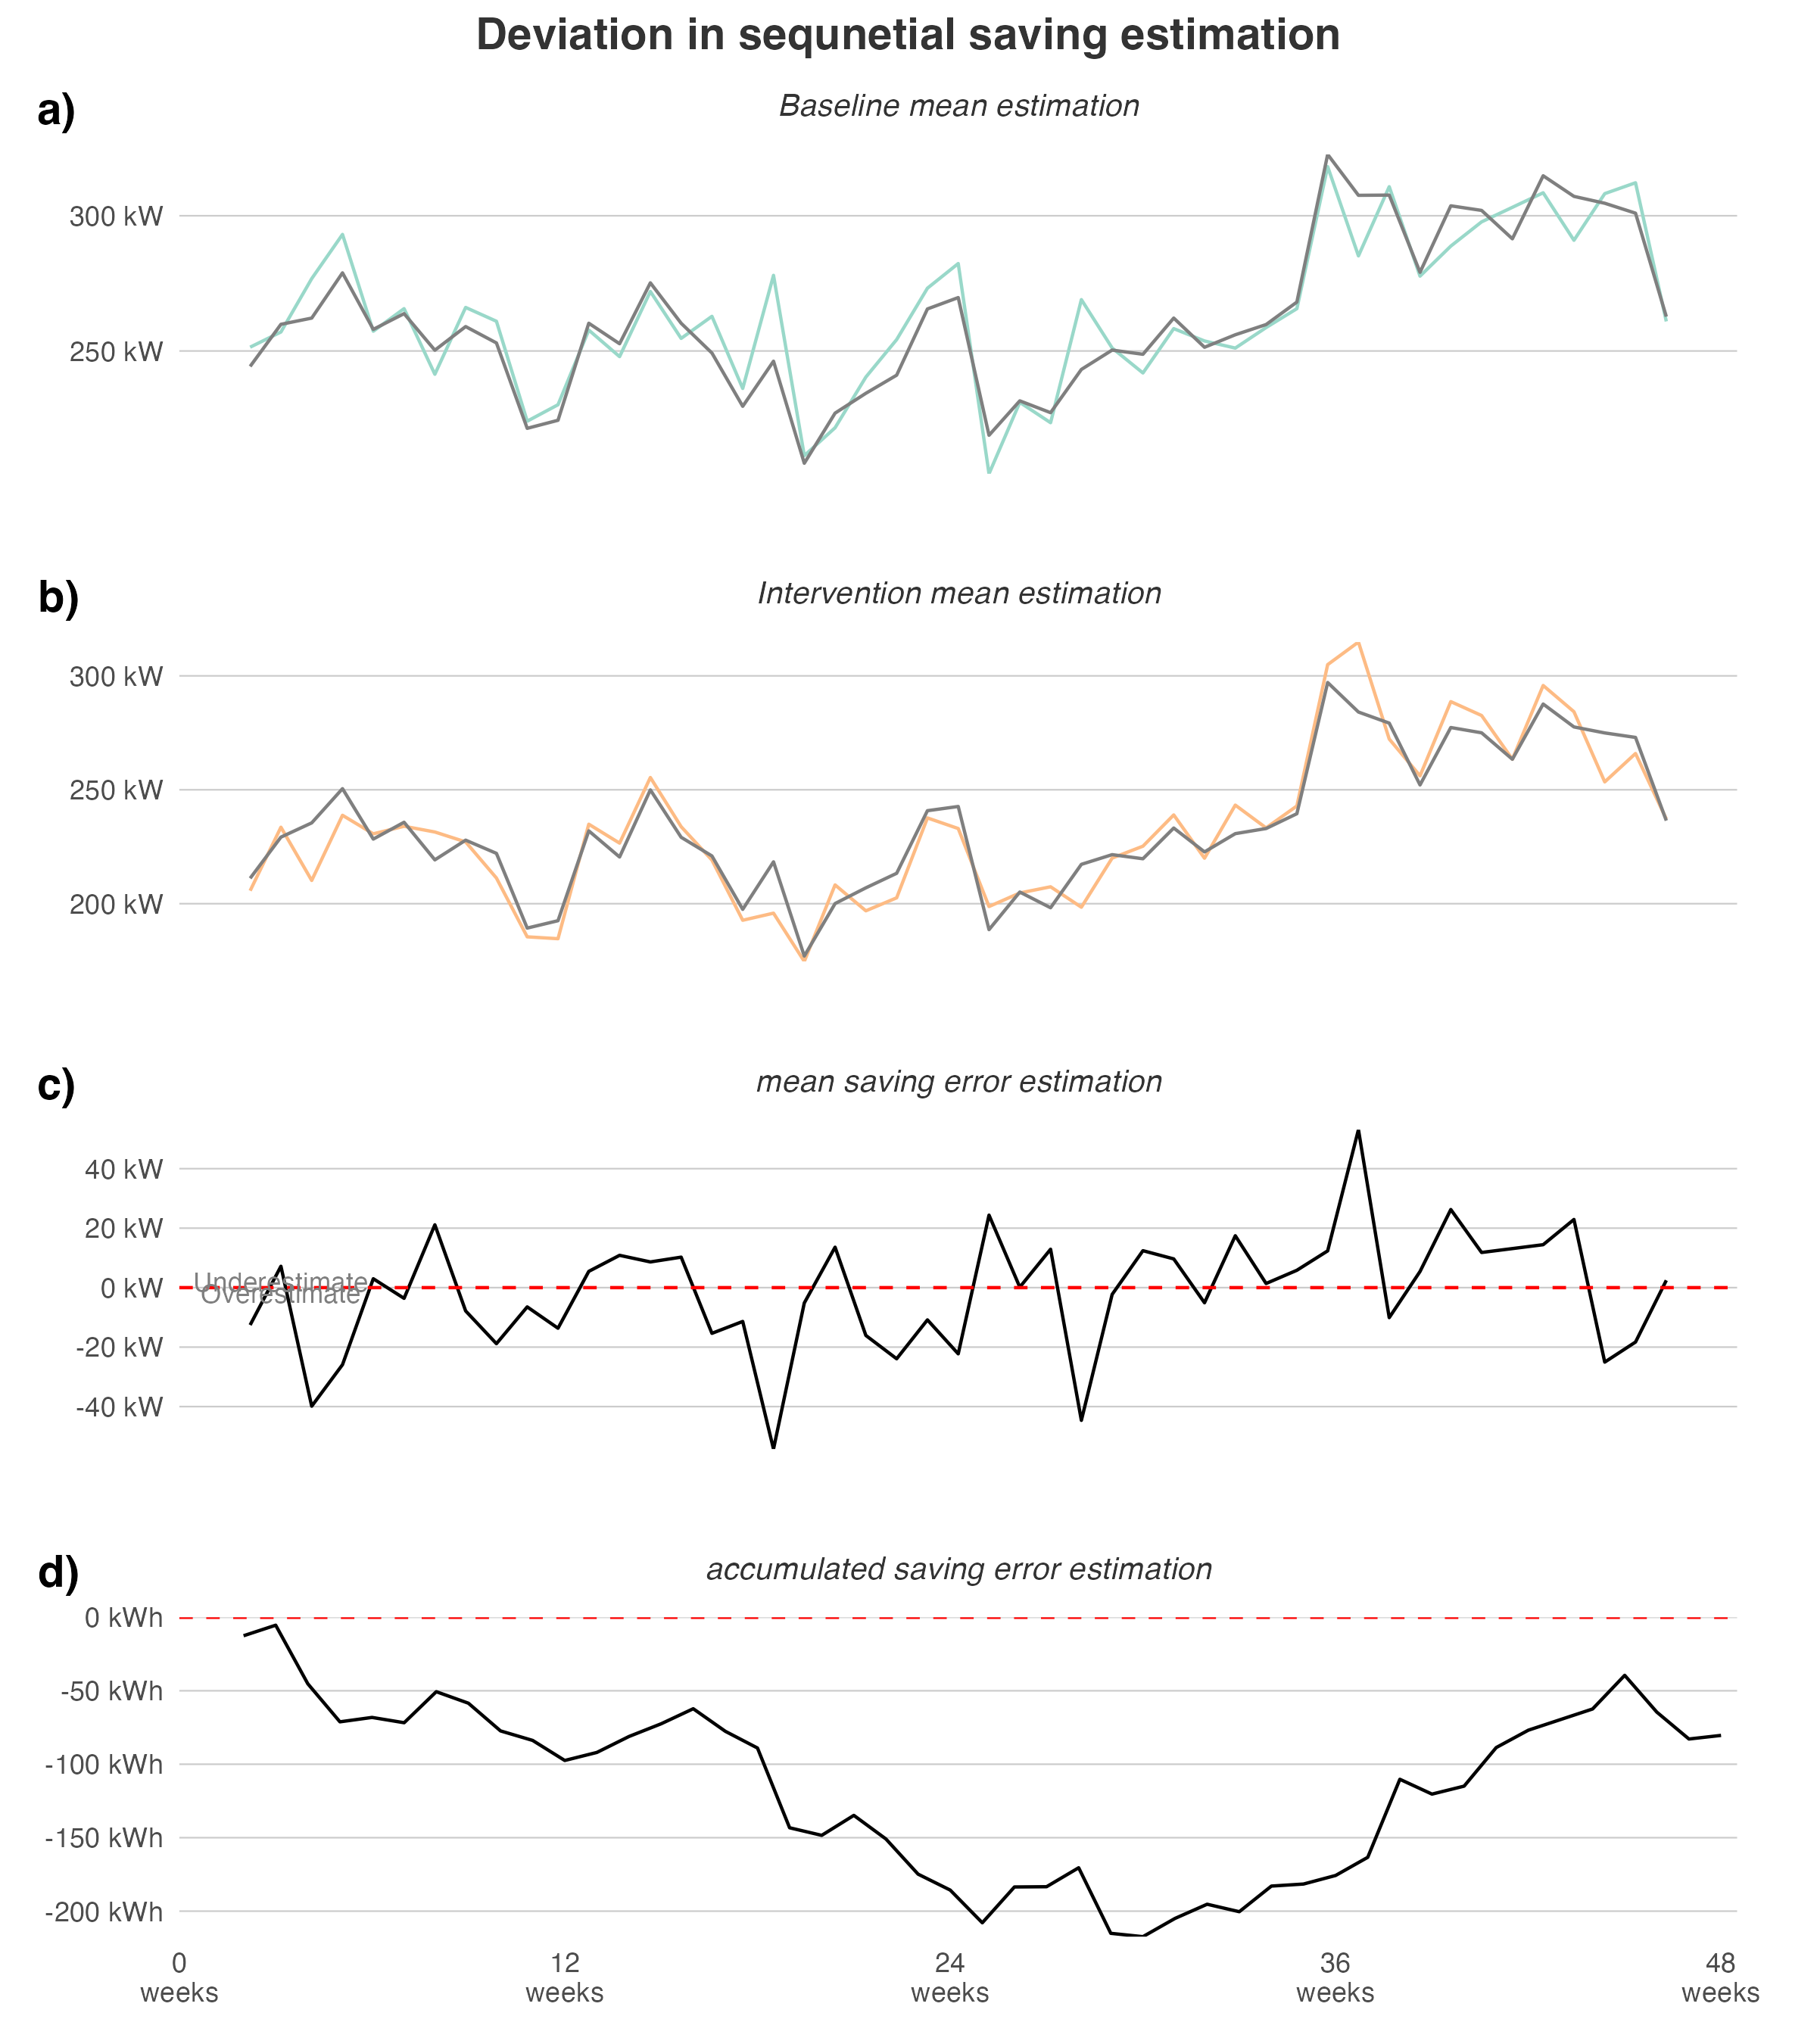 Deviation in sequnetial saving estimation
a)
Baseline mean estimation
300 kW
250 kW
b)
Intervention mean estimation
300 kW
250 kW
200 kW
c)
mean saving error estimation
40 kW
20 kW
Underestimate
0 kW
Overestimate
-20 kW
-40 kW
d)
accumulated saving error estimation
0 kWh
-50 kWh
-100 kWh
-150 kWh
-200 kWh
0 12 24 36 48
weeks weeks weeks weeks weeks